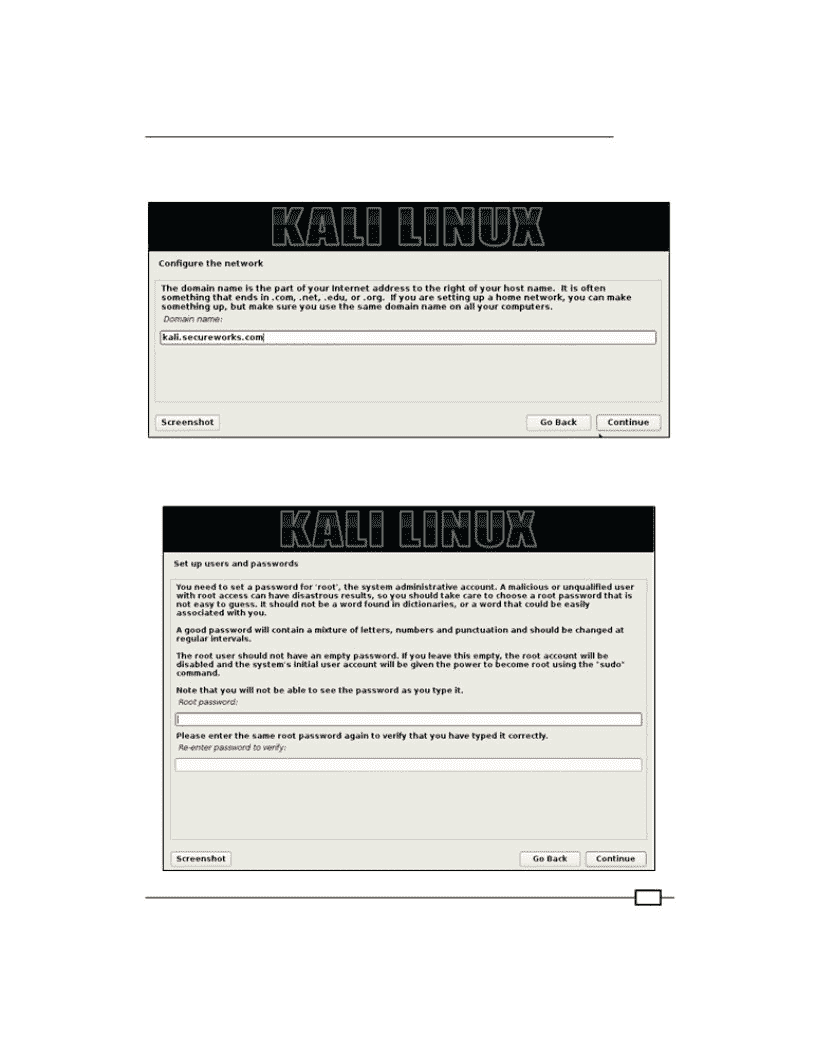 KALI LINUX
Configure the network
The domain name is the part of your Internet address to the right of your host name.  It is often
something that ends in .com, .net, .edu, or .org.  If you are setting up a home network, you can make
something up, but make sure you use the same domain name on all your computers.
Domain name:
kali.secureworks.com
Screenshot
Go Back
Continue
KALI LINUX
Set up users and passwords
You need to set a password for 'root', the system administrative account. A malicious or unqualified user
with root access can have disastrous results, so you should take care to choose a root password that is
not easy to guess. It should not be a word found in dictionaries, or a word that could be easily
associated with you.
A good password will contain a mixture of letters, numbers and punctuation and should be changed at
regular intervals.
The root user should not have an empty password. If you leave this empty, the root account will be
disabled and the system's initial user account will be given the power to become root using the "sudo"
command.
Note that you will not be able to see the password as you type it.
Root password:
Please enter the same root password again to verify that you have typed it correctly.
Re-enter password to verify:
Screenshot
Go Back
Continue